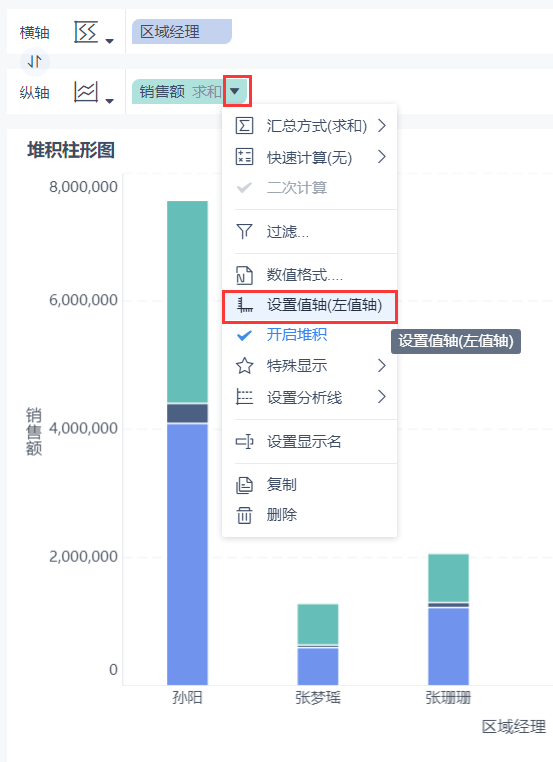 横轴
区域经理
纵轴
销售额 求和
堆积柱形图
汇总方式(求和)
快速计算(无)
二次计算
过滤...
数值格式....
设置值轴(左值轴)
开启堆积
设置值轴(左值轴)
特殊显示
设置分析线
设置显示名
复制
删除
8,000,000
6,000,000
4,000,000
2,000,000
0
销售额
孙阳
张梦瑶
张珊珊
区域经理